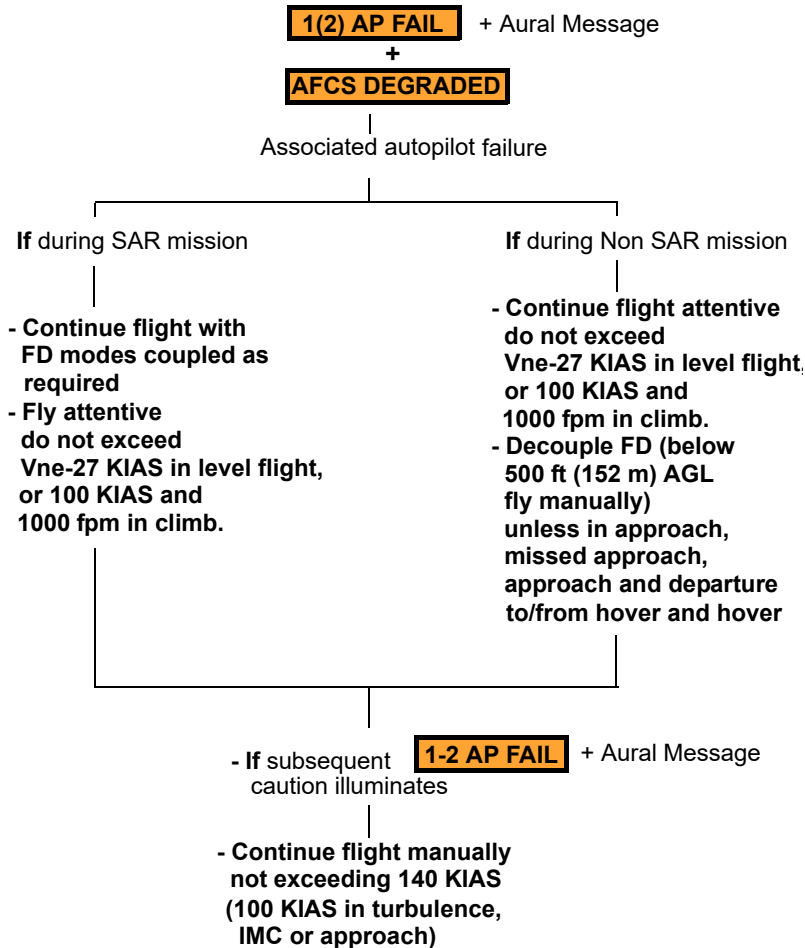 1(2) AP FAIL + Aural Message
+
AFCS DEGRADED
Associated autopilot failure
If during SAR mission
- Continue flight with
FD modes coupled as
required
- Fly attentive
do not exceed
Vne-27 KIAS in level flight,
or 100 KIAS and
1000 fpm in climb.
If during Non SAR mission
- Continue flight attentive
do not exceed
Vne-27 KIAS in level flight,
or 100 KIAS and
1000 fpm in climb.
- Decouple FD (below
500 ft (152 m) AGL
fly manually)
unless in approach,
missed approach,
approach and departure
to/from hover and hover
- If subsequent 1-2 AP FAIL + Aural Message
caution illuminates
- Continue flight manually
not exceeding 140 KIAS
(100 KIAS in turbulence,
IMC or approach)